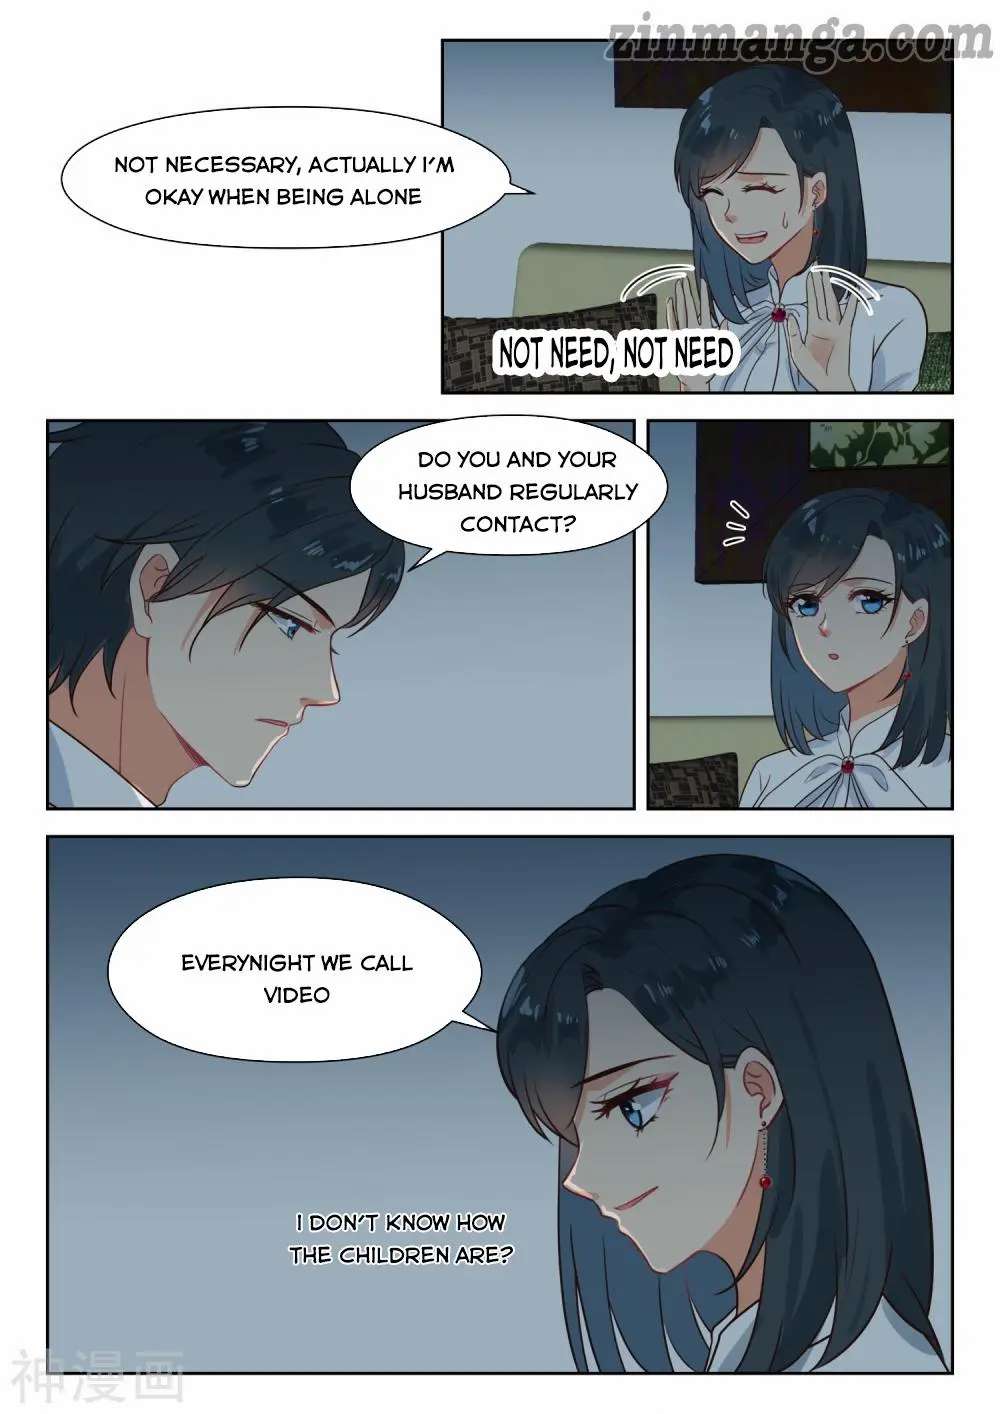 zinmanga.com
NOT NECESSARY, ACTUALLY I'M
OKAY WHEN BEING ALONE
NOT NEED, NOT NEED
DO YOU AND YOUR
HUSBAND REGULARLY
CONTACT?
EVERYNIGHT WE CALL
VIDEO
I DON'T KNOW HOW
THE CHILDREN ARE?
神漫画